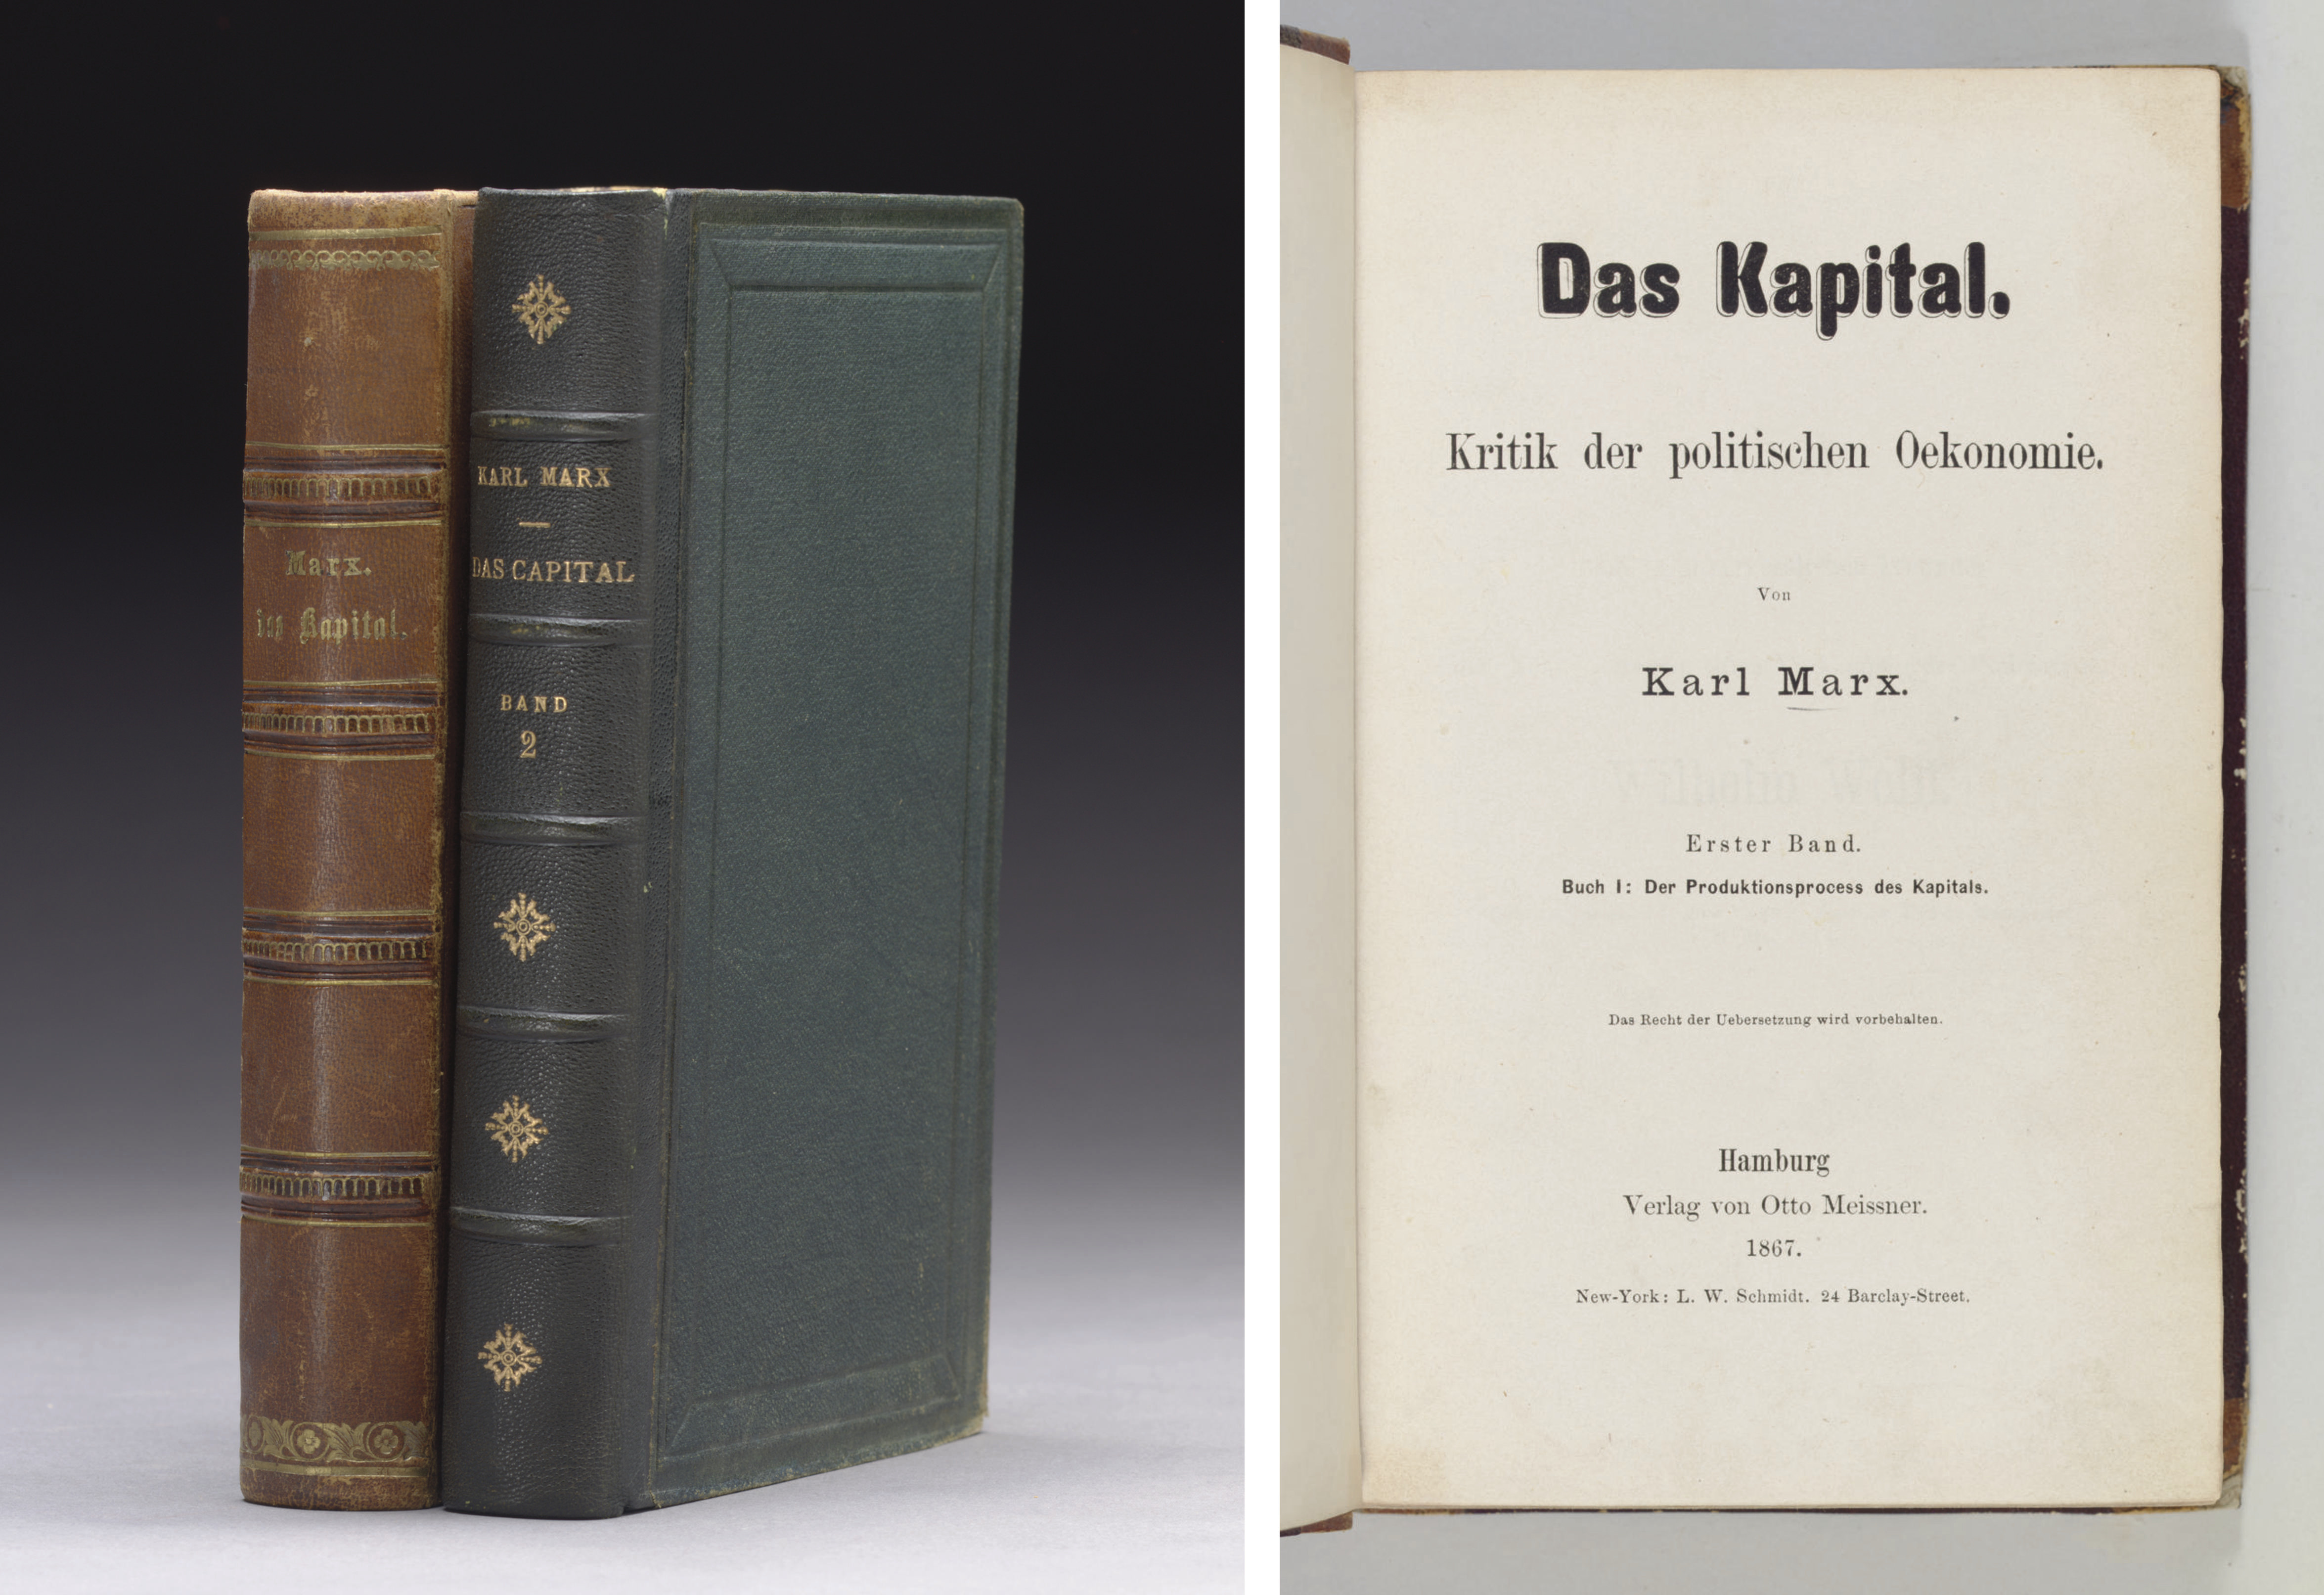 Marx.
Kapital.
KARL MARX
DAS CAPITAL
BAND
2
Das Kapital.
Kritik der politischen Oekonomie.
Von
Karl Marx.
Erster Band.
Buch I: Der Produktionsprocess des Kapitals.
Das Recht der Uebersetzung wird vorbehalten.
Hamburg
Verlag von Otto Meissner.
1867.
New-York: L. W. Schmidt. 24 Barclay-Street.